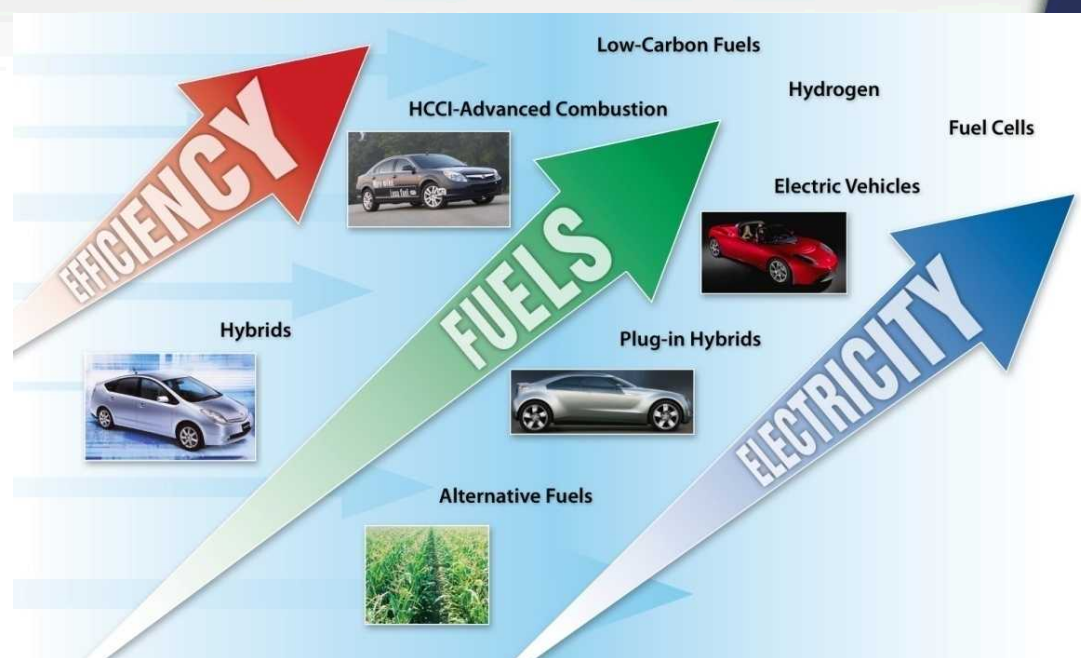 Low-Carbon Fuels
Hydrogen
HCCI-Advanced Combustion
Fuel Cells
EFFICIENCY
Electric Vehicles
FUELS
Hybrids
Plug-in Hybrids
ELECTRICITY
Alternative Fuels